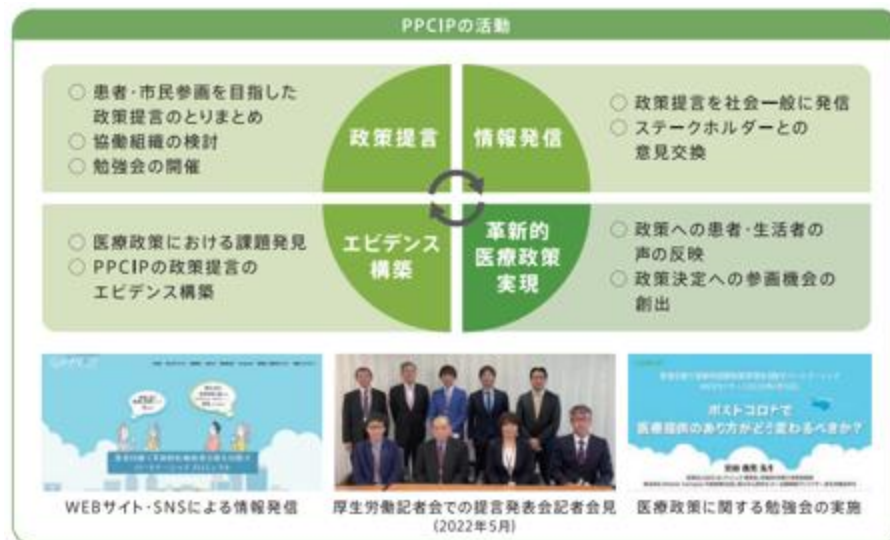 PPCIPの活動
○ 患者・市民参画を目指した
政策提言のとりまとめ
○ 協働組織の検討
○ 勉強会の開催
政策提言
情報発信
○ 政策提言を社会一般に発信
○ ステークホルダーとの
意見交換
○ 医療政策における課題発見
○ PPCIPの政策提言の
エビデンス構築
エビデンス
構築
革新的
医療政策
実現
○ 政策への患者・生活者の
声の反映
○ 政策決定への参画機会の
創出
ポストコロナで
医療提供のあり方がどう変わるべきか?
WEBサイト・SNSによる情報発信
厚生労働記者会での提言発表会記者会見
(2022年5月)
医療政策に関する勉強会の実施